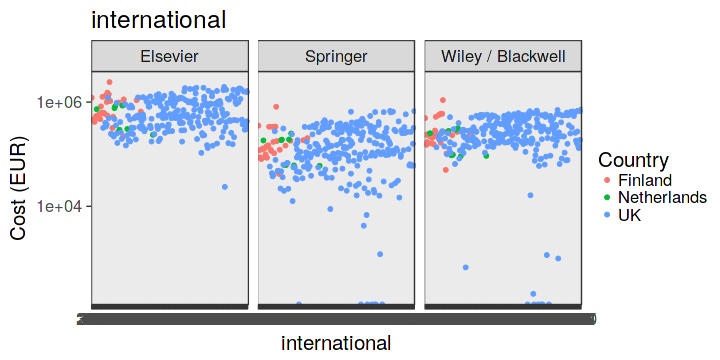 international
Elsevier
Springer
Wiley / Blackwell
1e+06
1e+04
Cost (EUR)
international
Country
Finland
Netherlands
UK